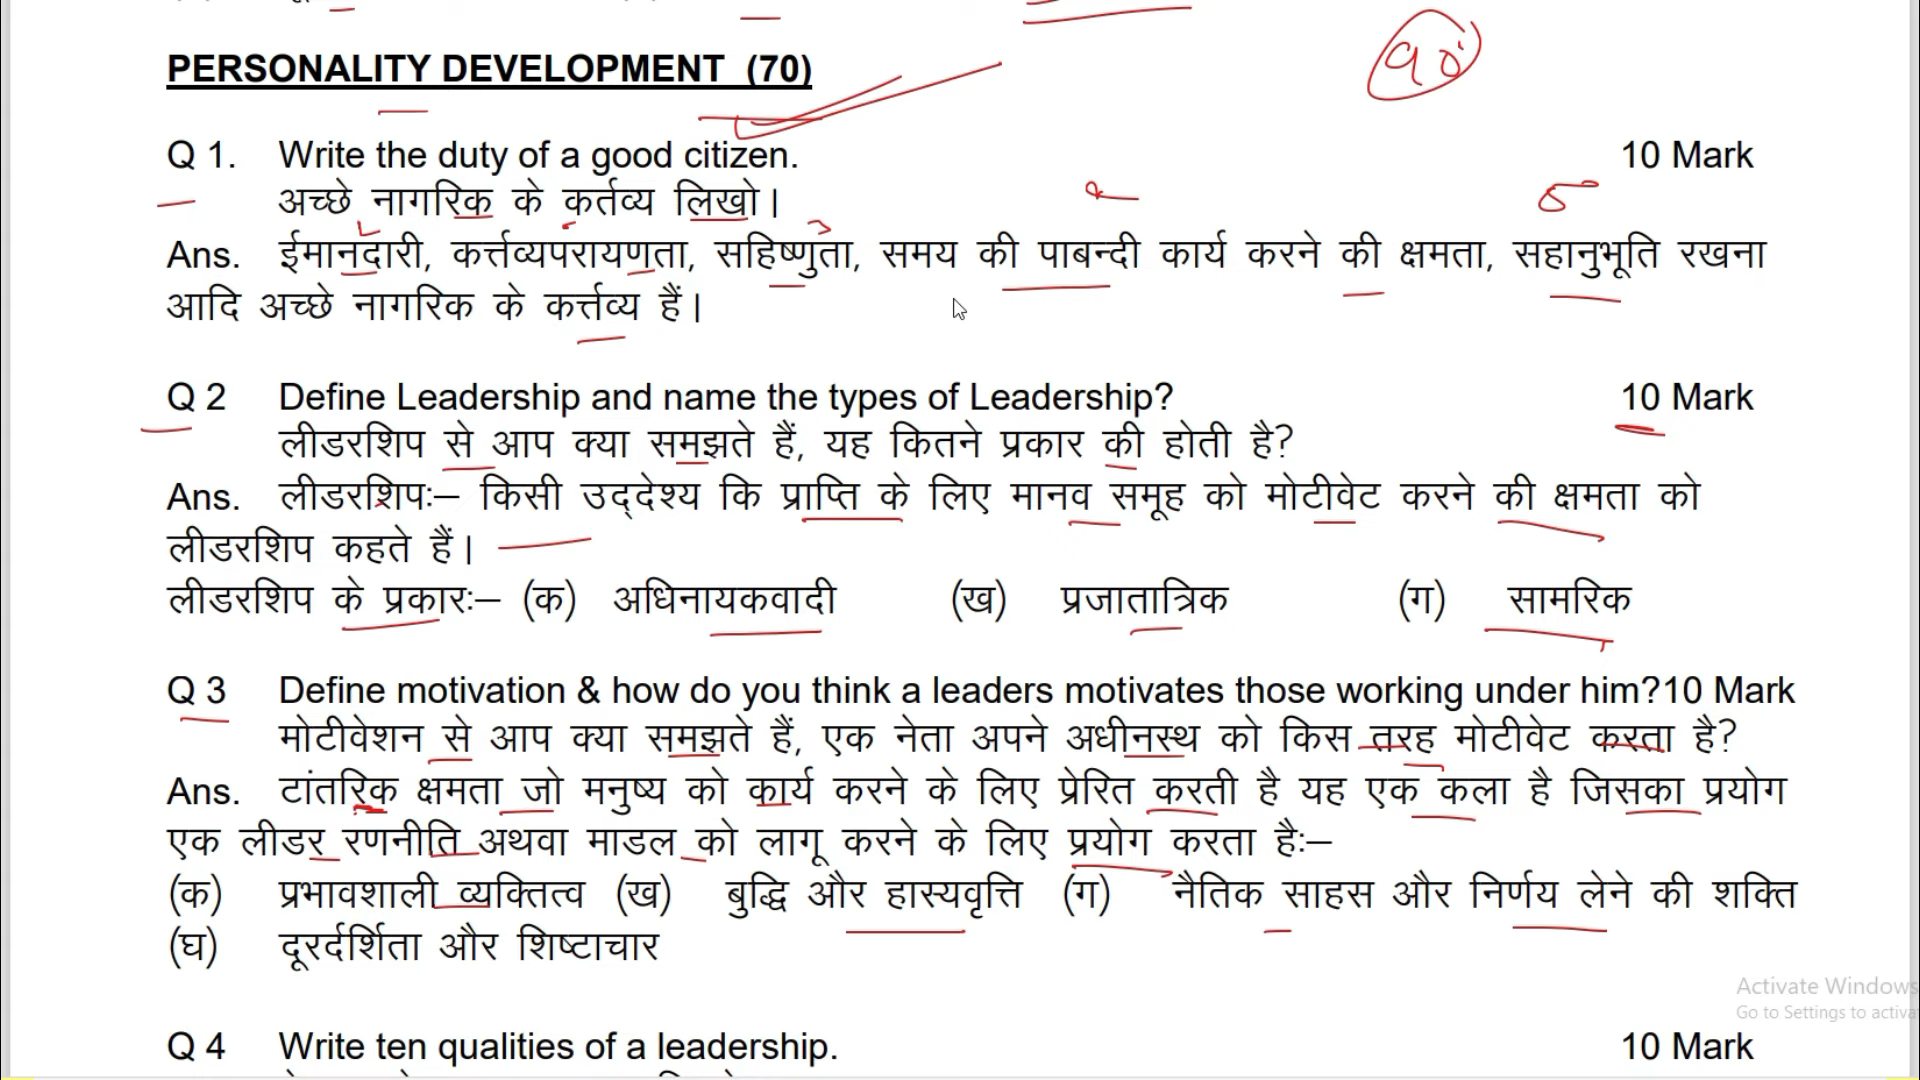 PERSONALITY DEVELOPMENT (70)
90
Q 1. Write the duty of a good citizen. 10 Mark
अच्छे नागरिक के कर्तव्य लिखो।
Ans. ईमानदारी, कर्त्तव्यपरायणता, सहिष्णुता, समय की पाबन्दी कार्य करने की क्षमता, सहानुभूति रखना
आदि अच्छे नागरिक के कर्त्तव्य हैं।
Q 2 Define Leadership and name the types of Leadership? 10 Mark
लीडरशिप से आप क्या समझते हैं, यह कितने प्रकार की होती है?
Ans. लीडरशिपः– किसी उद्‌देश्य कि प्राप्ति के लिए मानव समूह को मोटीवेट करने की क्षमता को
लीडरशिप कहते हैं।
लीडरशिप के प्रकारः– (क) अधिनायकवादी (ख) प्रजातात्रिक (ग) सामरिक
Q 3 Define motivation & how do you think a leaders motivates those working under him?10 Mark
मोटीवेशन से आप क्या समझते हैं, एक नेता अपने अधीनस्थ को किस तरह मोटीवेट करता है?
Ans. टांतरिक क्षमता जो मनुष्य को कार्य करने के लिए प्रेरित करती है यह एक कला है जिसका प्रयोग
एक लीडर रणनीति अथवा माडल को लागू करने के लिए प्रयोग करता हैः–
(क) प्रभावशाली व्यक्तित्व (ख) बुद्धि और हास्यवृत्ति (ग) नैतिक साहस और निर्णय लेने की शक्ति
(घ) दूरर्दर्शिता और शिष्टाचार
Activate Windows
Go to Settings to activa
Q 4 Write ten qualities of a leadership. 10 Mark